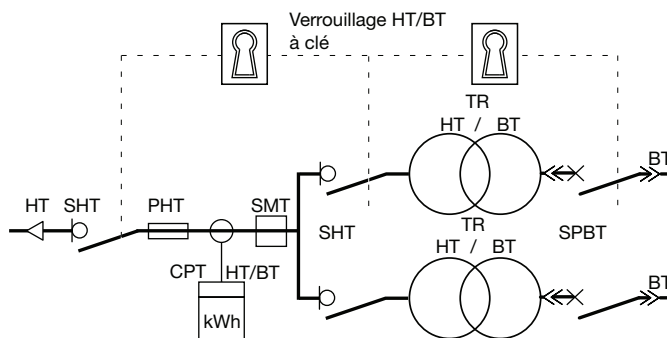 Verrouillage HT/BT
à clé
TR
HT / BT
BT
HT
SHT
PHT
SMT
SHT
TR
HT / BT
SPBT
CPT
HT/BT
BT
kWh